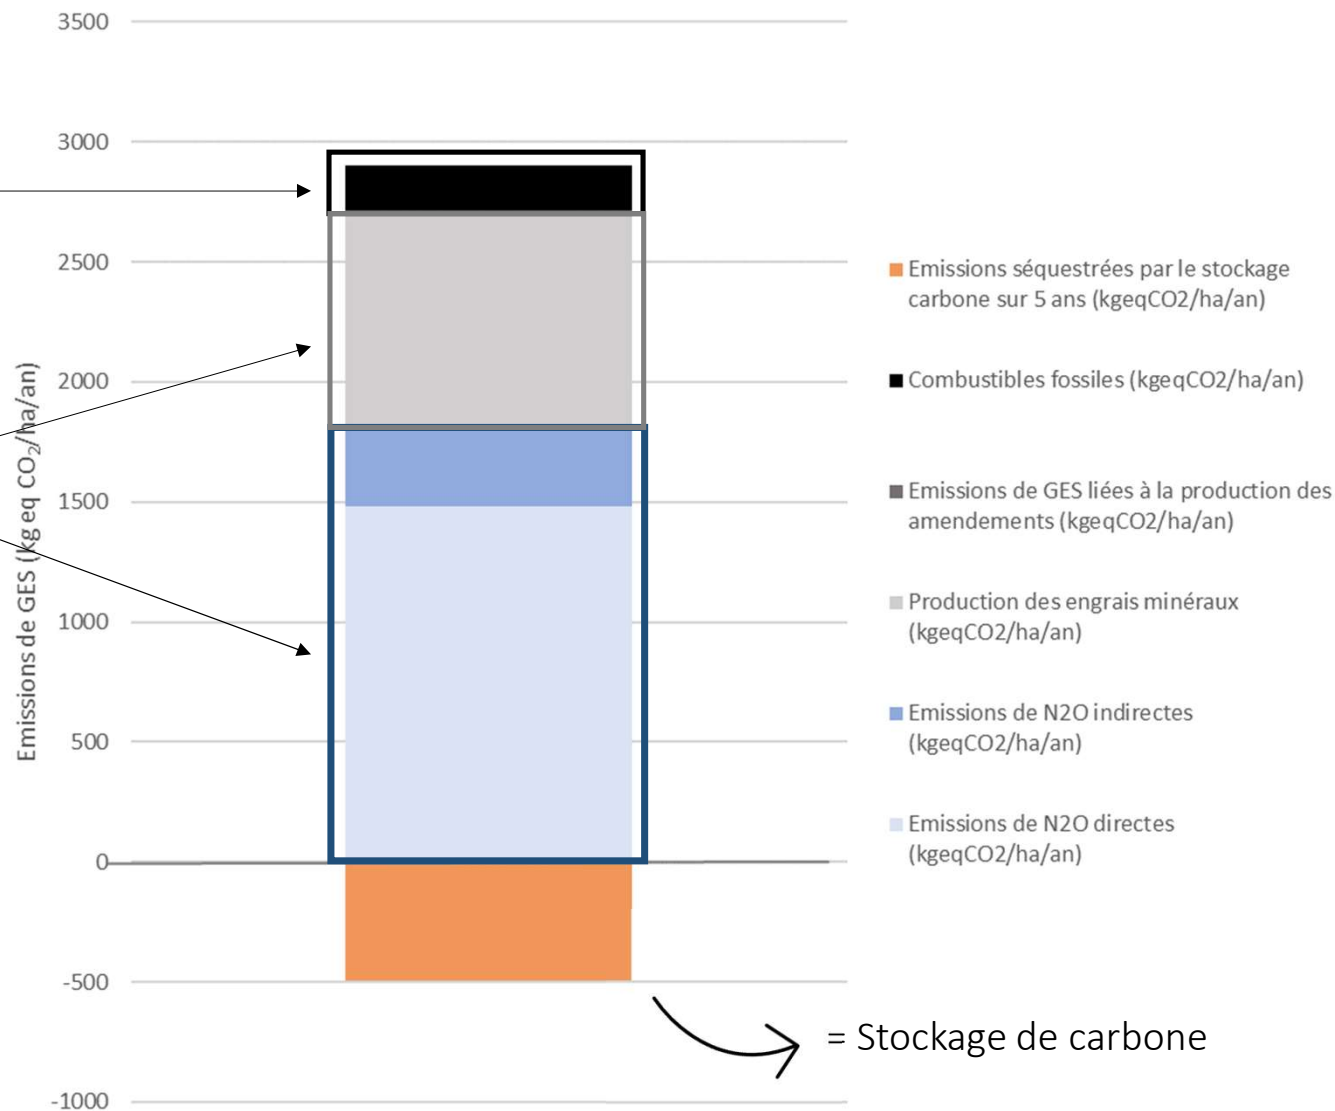 3500
3000
2500
2000
1500
1000
500
0
-500
-1000
Emissions de GES (kg eq CO₂/ha/an)
Emissions séquestrées par le stockage
carbone sur 5 ans (kgeqCO2/ha/an)
Combustibles fossiles (kgeqCO2/ha/an)
Emissions de GES liées à la production des
amendements (kgeqCO2/ha/an)
Production des engrais minéraux
(kgeqCO2/ha/an)
Emissions de N2O indirectes
(kgeqCO2/ha/an)
Emissions de N2O directes
(kgeqCO2/ha/an)
= Stockage de carbone